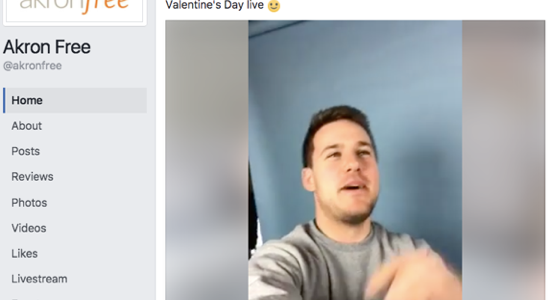 akronfree
Valentine's Day live
Akron Free
@akronfree
Home
About
Posts
Reviews
Photos
Videos
Likes
Livestream